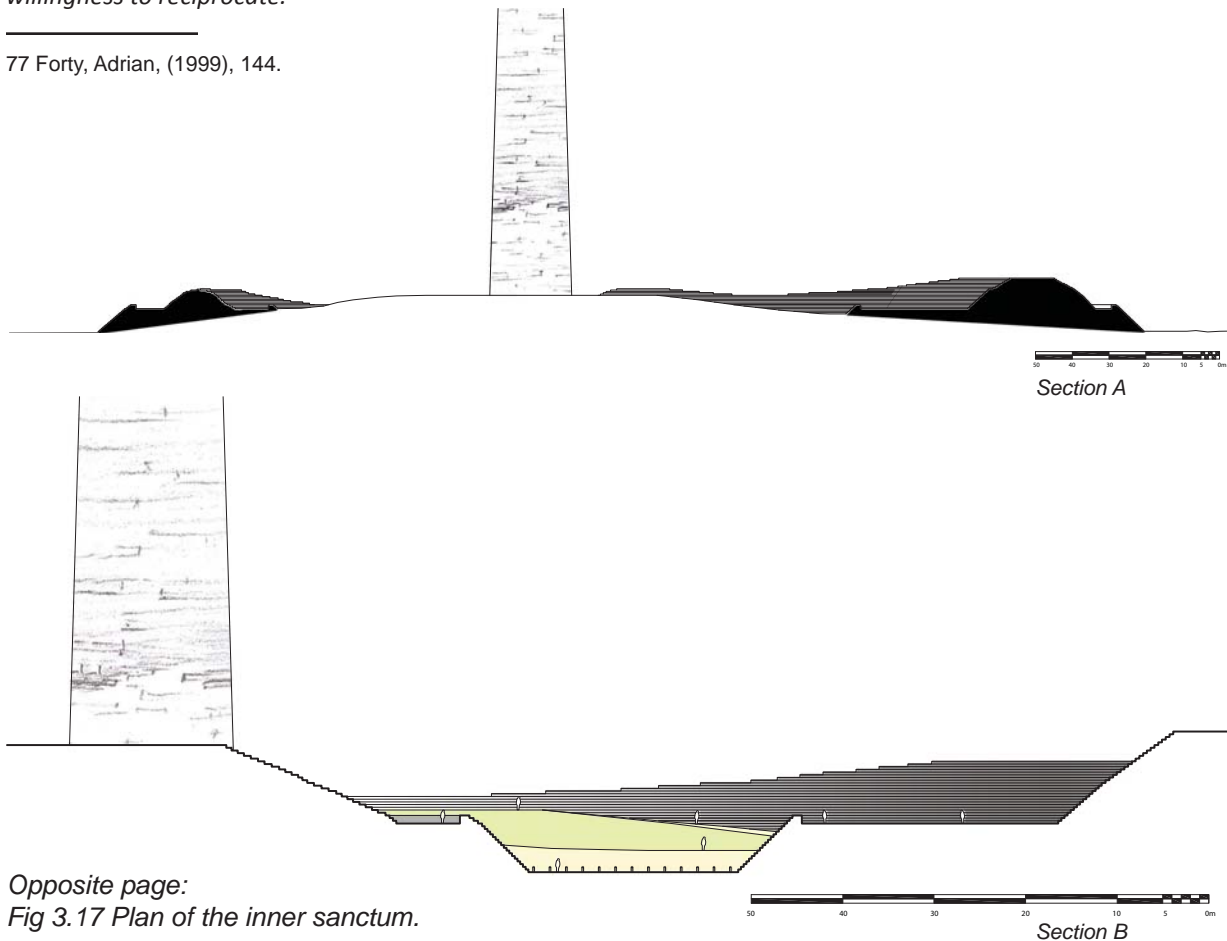 willingness to reciprocate.
77 Forty, Adrian, (1999), 144.
50 40 30 20 10 5 0m
Section A
Opposite page:
Fig 3.17 Plan of the inner sanctum.
50 40 30 20 10 5 0m
Section B